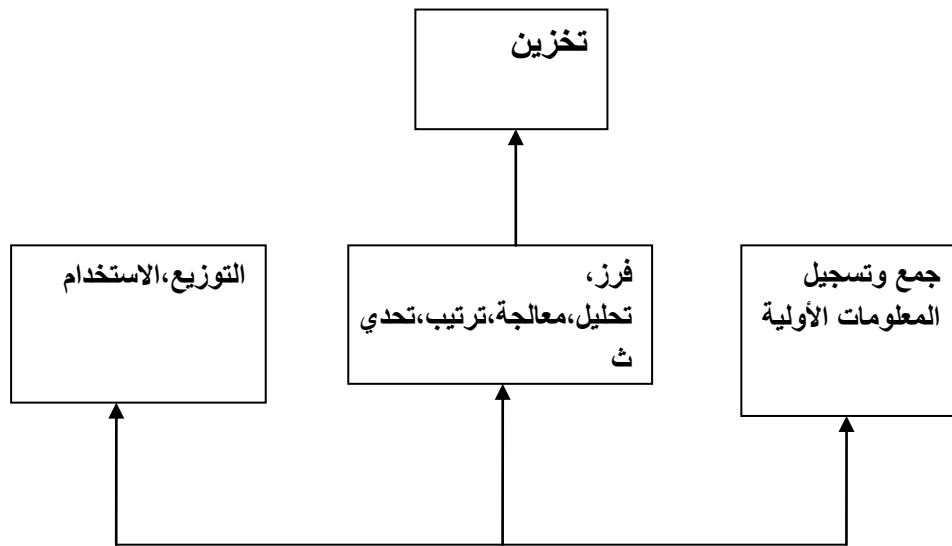 تخزين
جمع وتسجيل
المعلومات الأولية
فرز،
تحليل،معالجة،ترتيب،تحدي
ث
التوزيع،الاستخدام